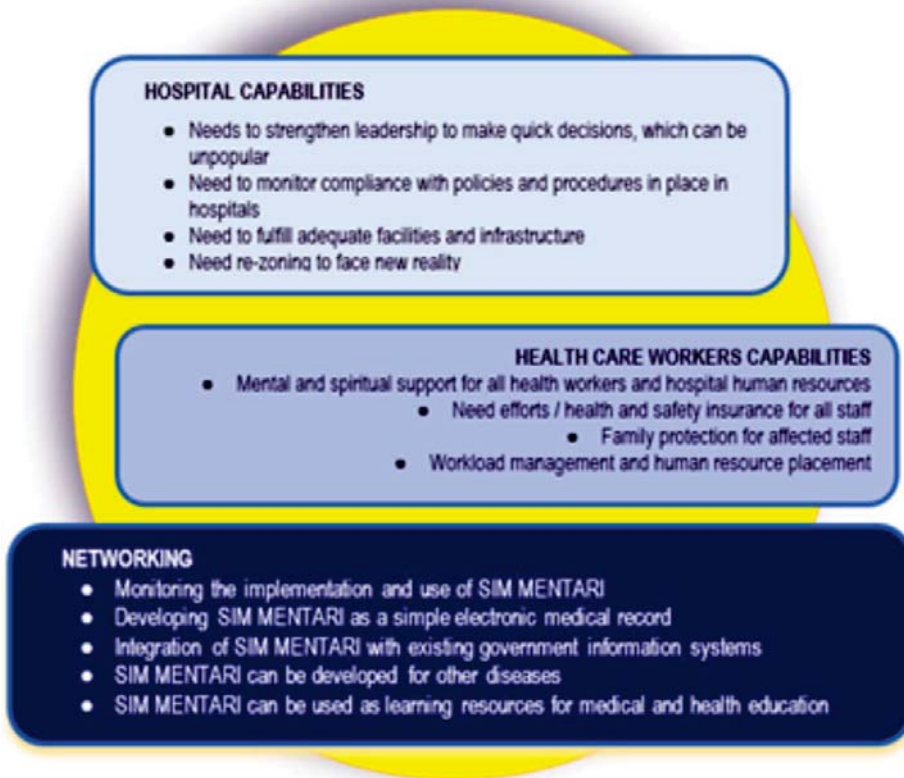 HOSPITAL CAPABILITIES
● Needs to strengthen leadership to make quick decisions, which can be
unpopular
● Need to monitor compliance with policies and procedures in place in
hospitals
● Need to fulfill adequate facilities and infrastructure
● Need re-zoning to face new reality
HEALTH CARE WORKERS CAPABILITIES
● Mental and spiritual support for all health workers and hospital human resources
● Need efforts / health and safety insurance for all staff
● Family protection for affected staff
● Workload management and human resource placement
NETWORKING
● Monitoring the implementation and use of SIM MENTARI
● Developing SIM MENTARI as a simple electronic medical record
● Integration of SIM MENTARI with existing government information systems
● SIM MENTARI can be developed for other diseases
● SIM MENTARI can be used as learning resources for medical and health education